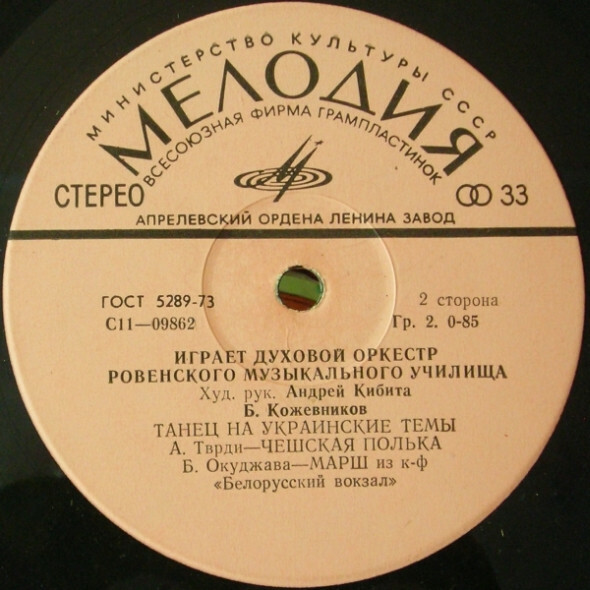 МИНИСТЕРСТВО КУЛЬТУРЫ СССР
МЕЛОДИЯ
ВСЕСОЮЗНАЯ ФИРМА ГРАМПЛАСТИНОК
СТЕРЕО
33
АПРЕЛЕВСКИЙ ОРДЕНА ЛЕНИНА ЗАВОД
ГОСТ 5289-73
2 сторона
С11—09862
Гр. 2. 0-85
ИГРАЕТ ДУХОВОЙ ОРКЕСТР
РОВЕНСКОГО МУЗЫКАЛЬНОГО УЧИЛИЩА
Худ. рук. Андрей Кибита
Б. Кожевников
ТАНЕЦ НА УКРАИНСКИЕ ТЕМЫ
А. Тврди—ЧЕШСКАЯ ПОЛЬКА
Б. Окуджава—МАРШ из к-ф
«Белорусский вокзал»